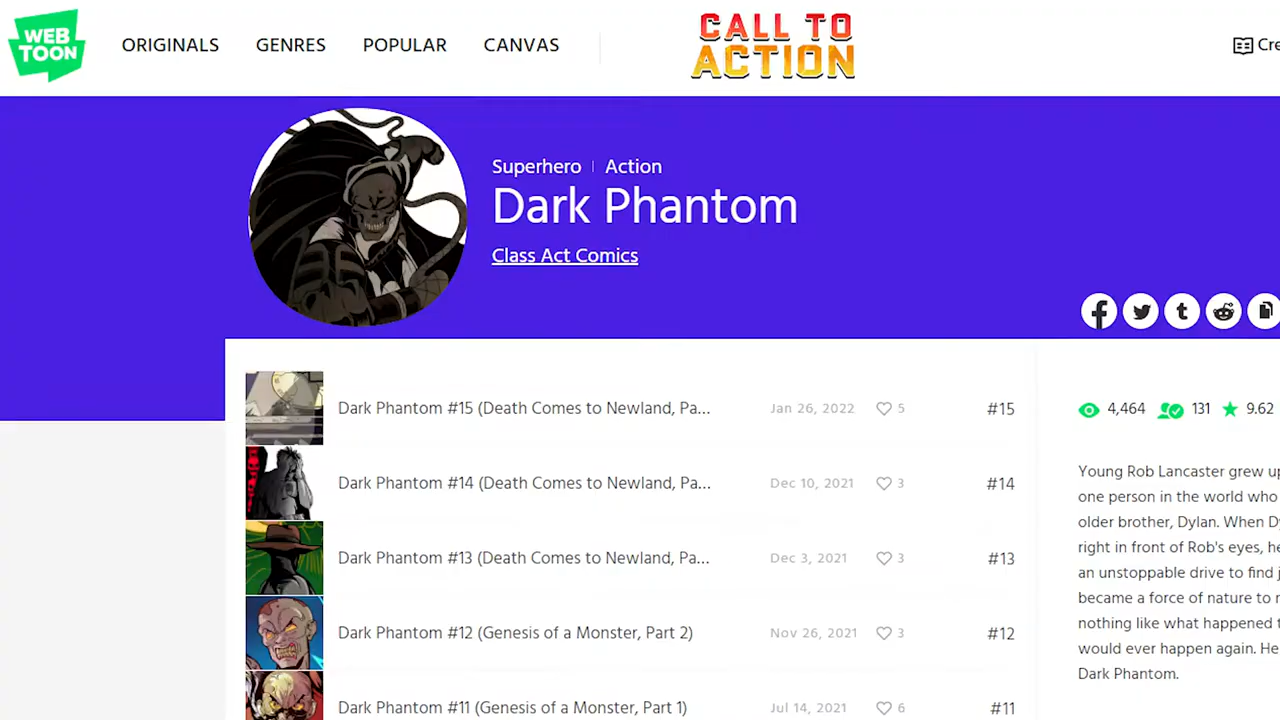 WEB
TOON
ORIGINALS GENRES POPULAR CANVAS
CALL TO
ACTION
Superhero Action
Dark Phantom
Class Act Comics
Dark Phantom #15 (Death Comes to Newland, Pa... Jan 26, 2022 5 #15
Dark Phantom #14 (Death Comes to Newland, Pa... Dec 10, 2021 3 #14
Dark Phantom #13 (Death Comes to Newland, Pa... Dec 3, 2021 3 #13
Dark Phantom #12 (Genesis of a Monster, Part 2) Nov 26, 2021 3 #12
Dark Phantom #11 (Genesis of a Monster, Part 1) Jul 14, 2021 6 #11
4,464 131 9.62
Young Rob Lancaster grew up
one person in the world who
older brother, Dylan. When
right in front of Rob's eyes,
an unstoppable drive to find
became a force of nature to
nothing like what happened
would ever happen again.
Dark Phantom.